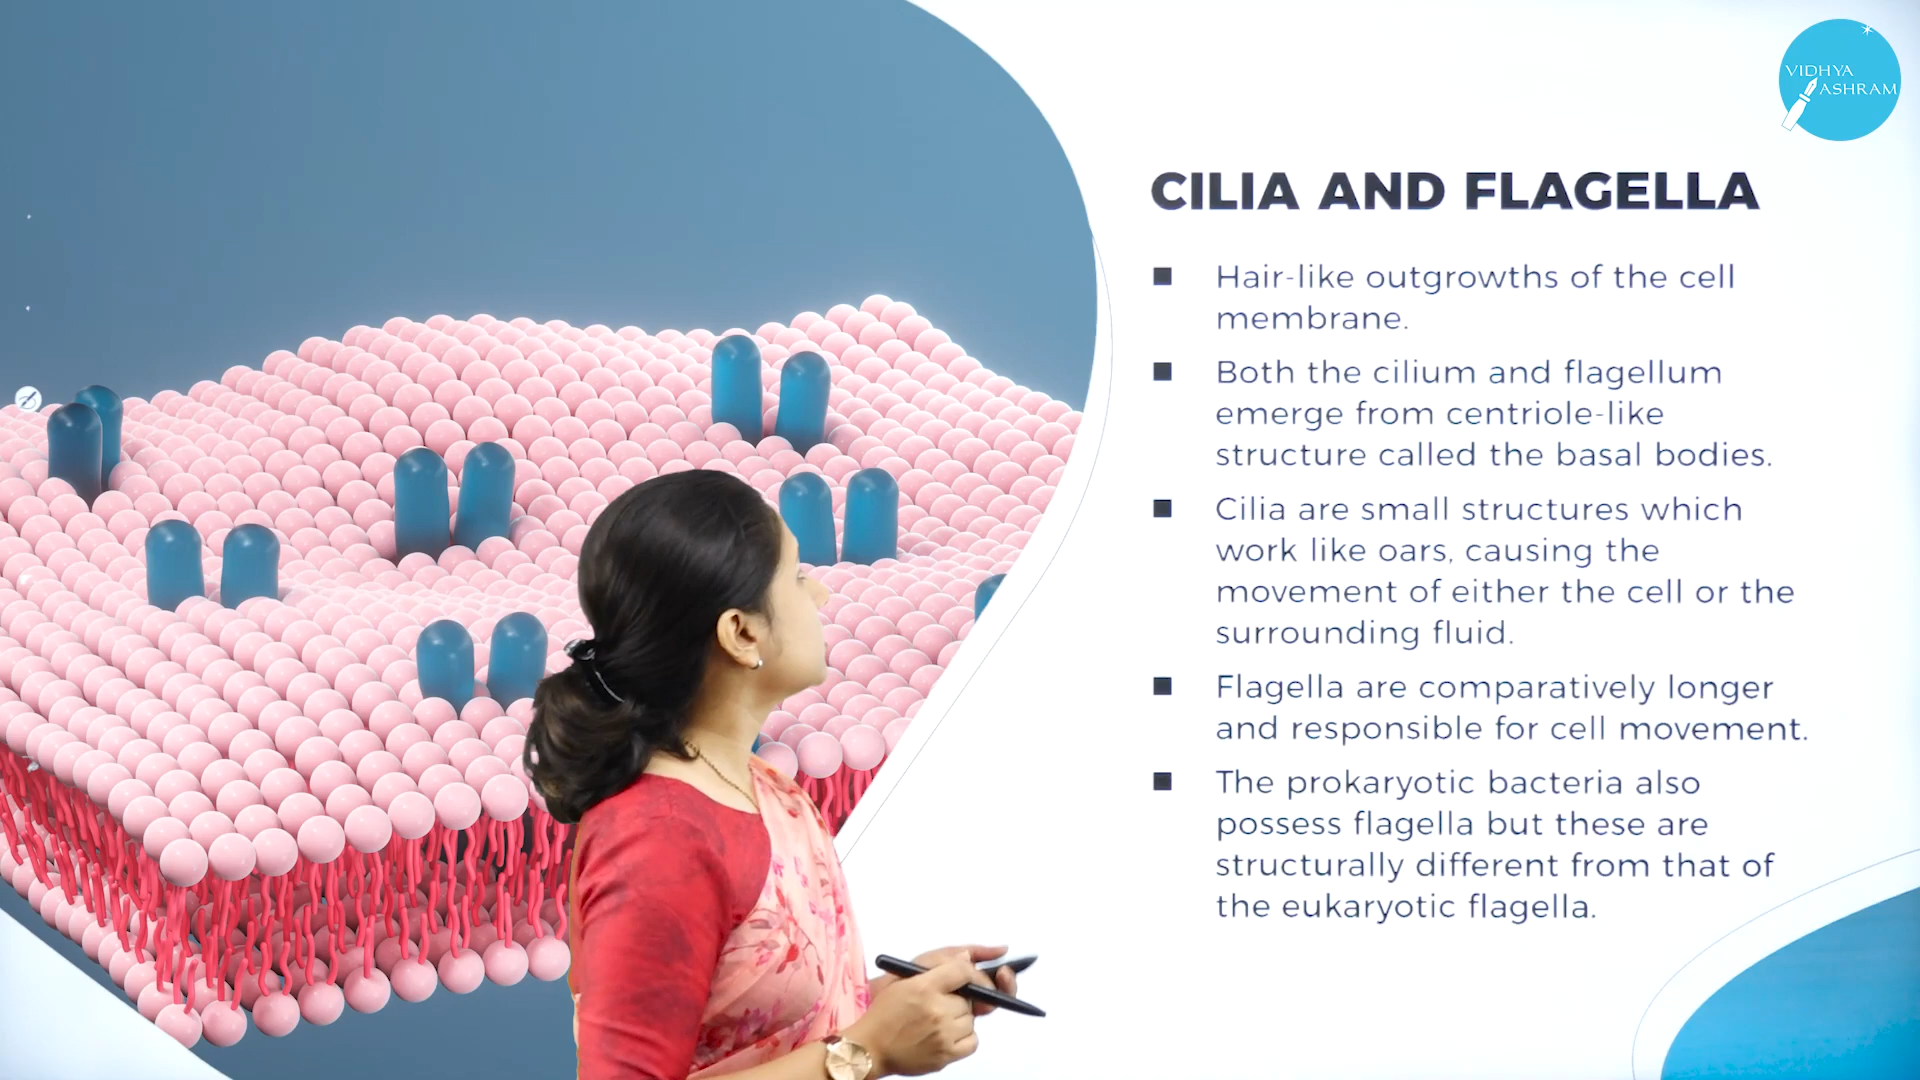 VIDHYA
ASHRAM
CILIA AND FLAGELLA
Hair-like outgrowths of the cell
membrane.
Both the cilium and flagellum
emerge from centriole-like
structure called the basal bodies.
Cilia are small structures which
work like oars, causing the
movement of either the cell or the
surrounding fluid.
Flagella are comparatively longer
and responsible for cell movement.
The prokaryotic bacteria also
possess flagella but these are
structurally different from that of
the eukaryotic flagella.